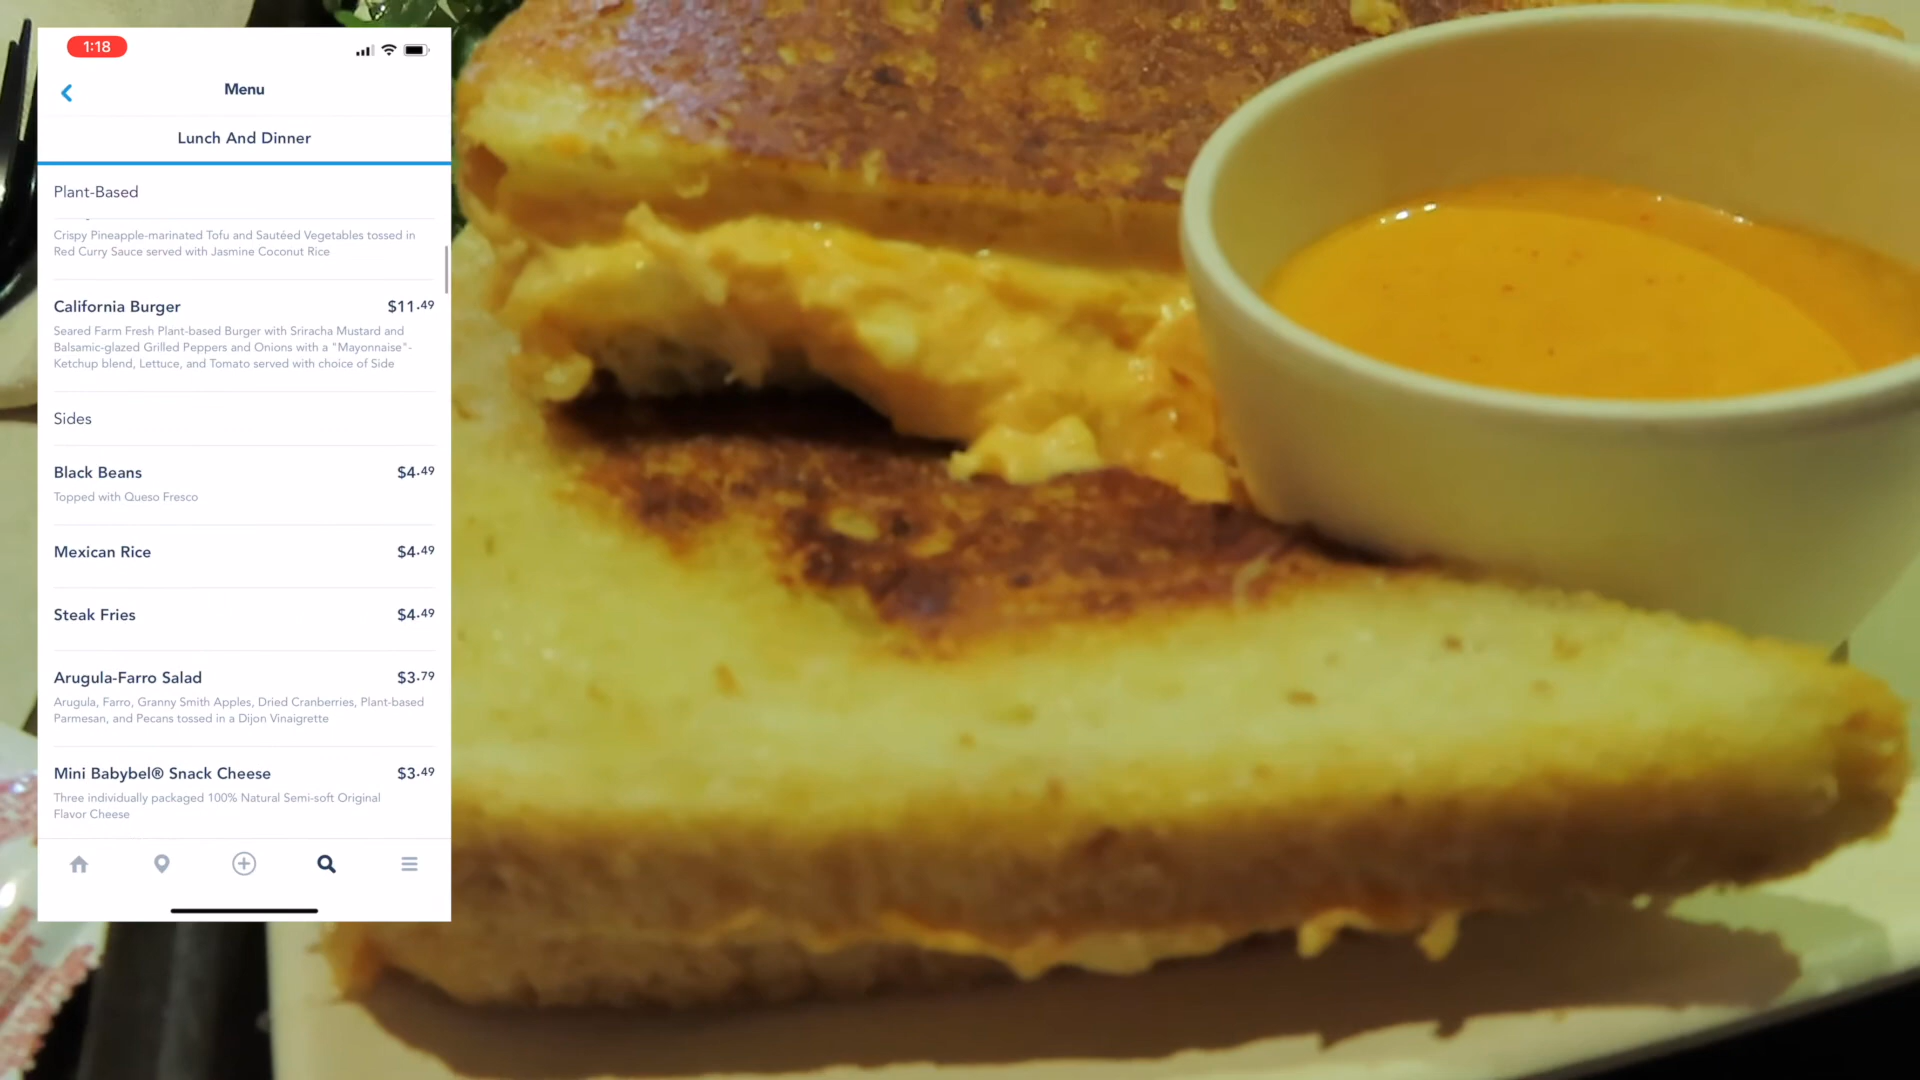 1:18
Menu
Lunch And Dinner
Plant-Based
Crispy Pineapple-marinated Tofu and Sautéed Vegetables tossed in
Red Curry Sauce served with Jasmine Coconut Rice
California Burger $11.49
Seared Farm Fresh Plant-based Burger with Sriracha Mustard and
Balsamic-glazed Grilled Peppers and Onions with a "Mayonnaise"-
Ketchup blend, Lettuce, and Tomato served with choice of Side
Sides
Black Beans $4.49
Topped with Queso Fresco
Mexican Rice $4.49
Steak Fries $4.49
Arugula-Farro Salad $3.79
Arugula, Farro, Granny Smith Apples, Dried Cranberries, Plant-based
Parmesan, and Pecans tossed in a Dijon Vinaigrette
Mini Babybel® Snack Cheese $3.49
Three individually packaged 100% Natural Semi-soft Original
Flavor Cheese